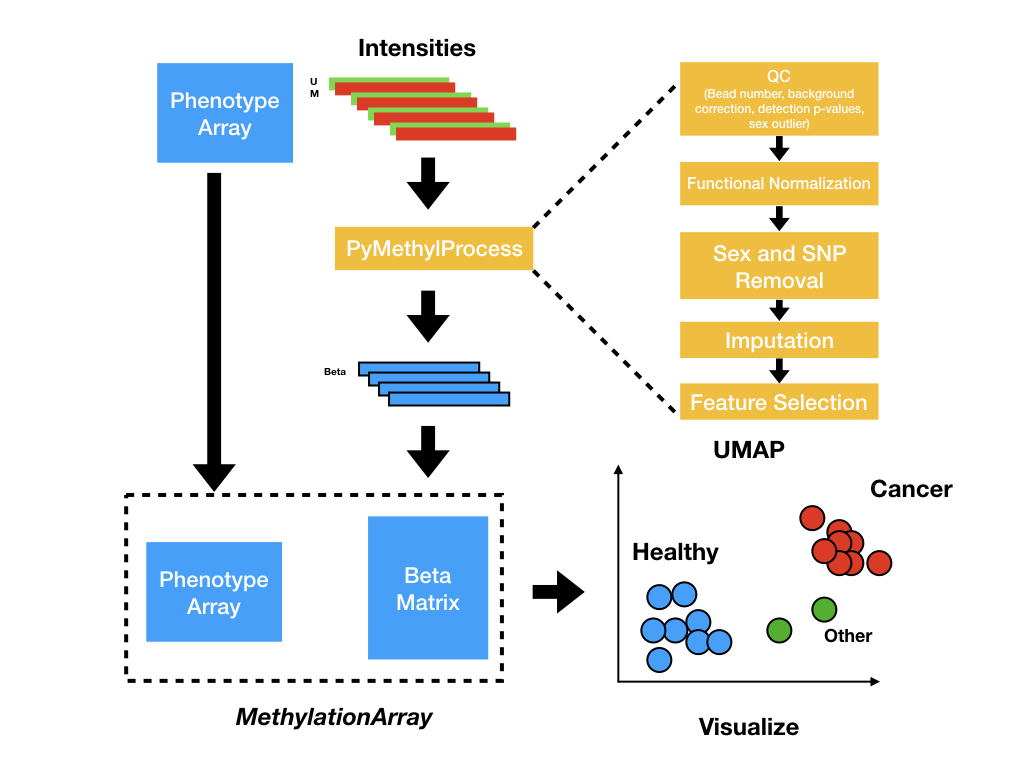 Intensities
Phenotype
Array
U
M
QC
(Bead number, background
correction, detection p-values,
sex outlier)
Functional Normalization
PyMethylProcess
Sex and SNP
Removal
Imputation
Beta
Feature Selection
UMAP
Cancer
Healthy
Other
Phenotype
Array
Beta
Matrix
MethylationArray
Visualize